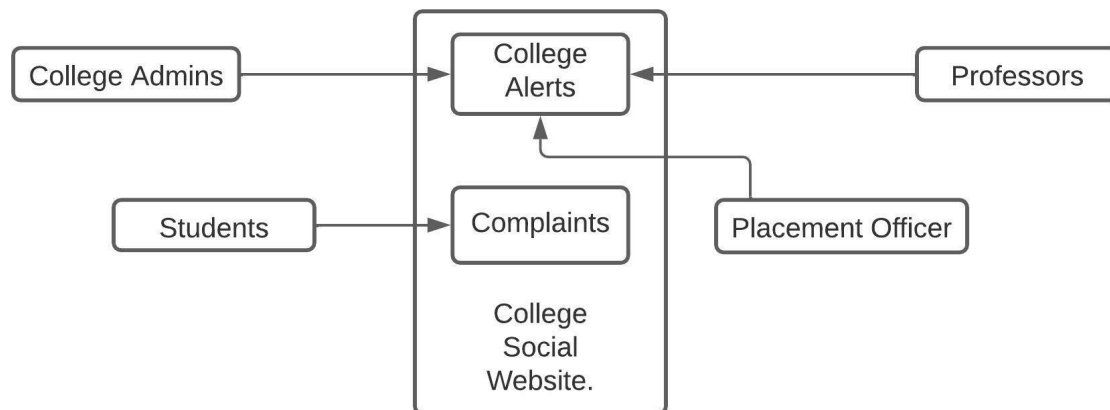 College
Alerts
College Admins
Professors
Students
Complaints
Placement Officer
College
Social
Website.